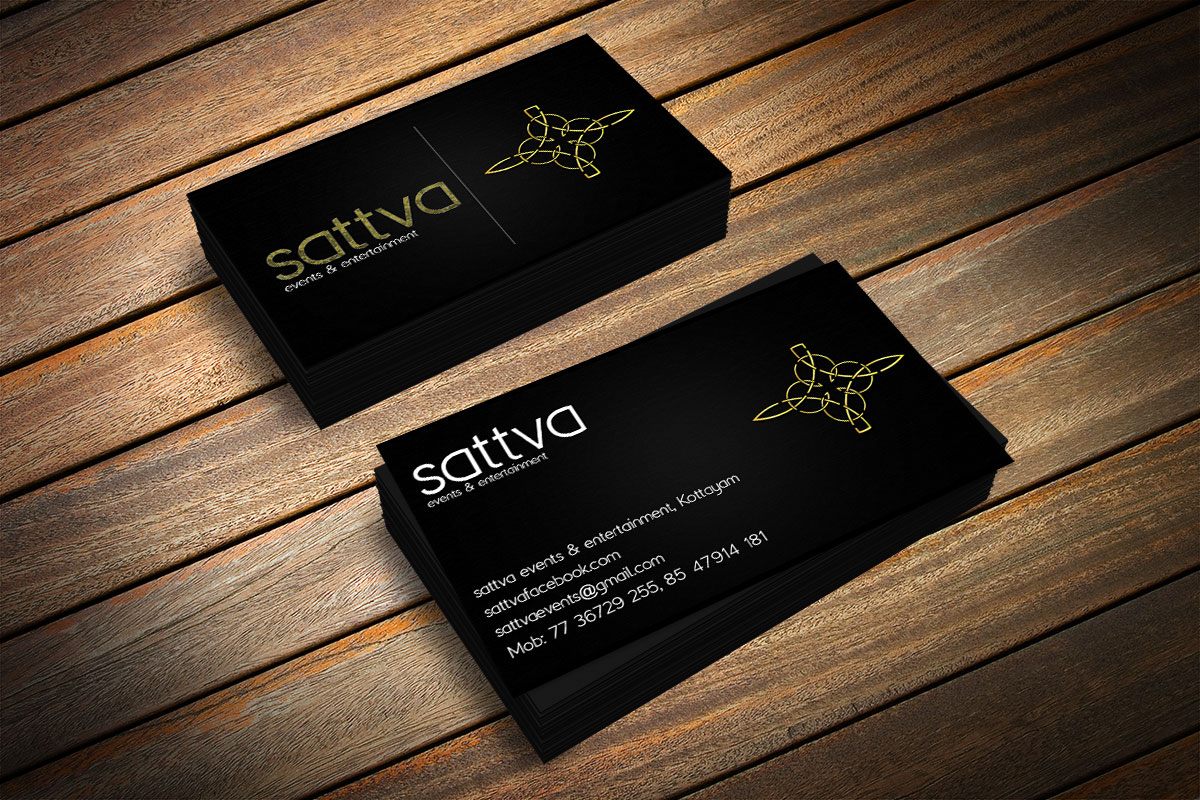 sattva
events & entertainment
sattva
events & entertainment
sattva events & entertainment, Kottayam
sattvafacebook.com
sattvaevents@gmail.com
Mob: 77 36729 255, 85 47914 181